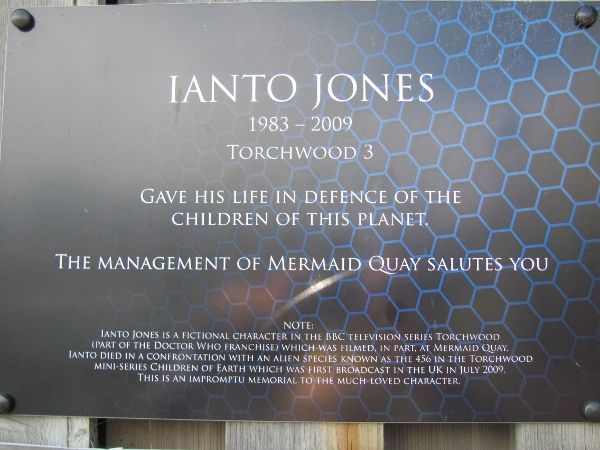 IANTO JONES
1983 – 2009
TORCHWOOD 3
GAVE HIS LIFE IN DEFENCE OF THE
CHILDREN OF THIS PLANET.
THE MANAGEMENT OF MERMAID QUAY SALUTES YOU
NOTE:
IANTO JONES IS A FICTIONAL CHARACTER IN THE BBC TELEVISION SERIES TORCHWOOD
(PART OF THE DOCTOR WHO FRANCHISE) WHICH WAS FILMED, IN PART, AT MERMAID QUAY.
IANTO DIED IN A CONFRONTATION WITH AN ALIEN SPECIES KNOWN AS THE 456 IN THE TORCHWOOD
MINI-SERIES CHILDREN OF EARTH WHICH WAS FIRST BROADCAST IN THE UK IN JULY 2009.
THIS IS AN IMPROMPTU MEMORIAL TO THE MUCH-LOVED CHARACTER.